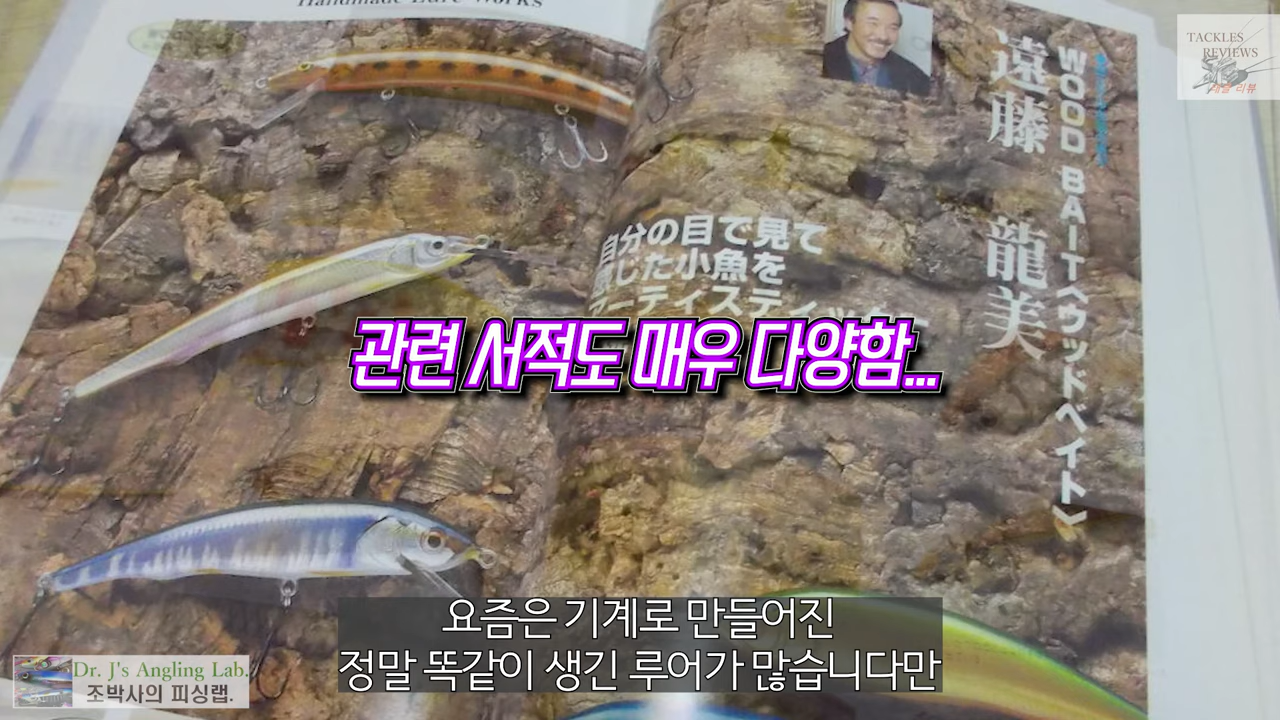 Handmade Lure Works
TACKLES
REVIEWS
리뷰
遠藤 龍美
WOOD BAIT〈ウッドベイト〉
自分の目で見て
感じた小魚を
관련 서적도 매우 다양함...
요즘은 기계로 만들어진
정말 똑같이 생긴 루어가 많습니다만
Dr. J's Angling Lab.
조박사의 피싱랩.